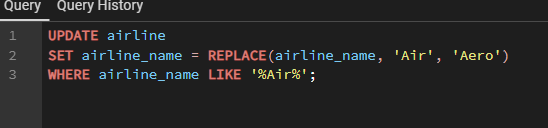 Query Query History
1 UPDATE airline
2 SET airline_name = REPLACE(airline_name, 'Air', 'Aero')
3 WHERE airline_name LIKE '%Air%';